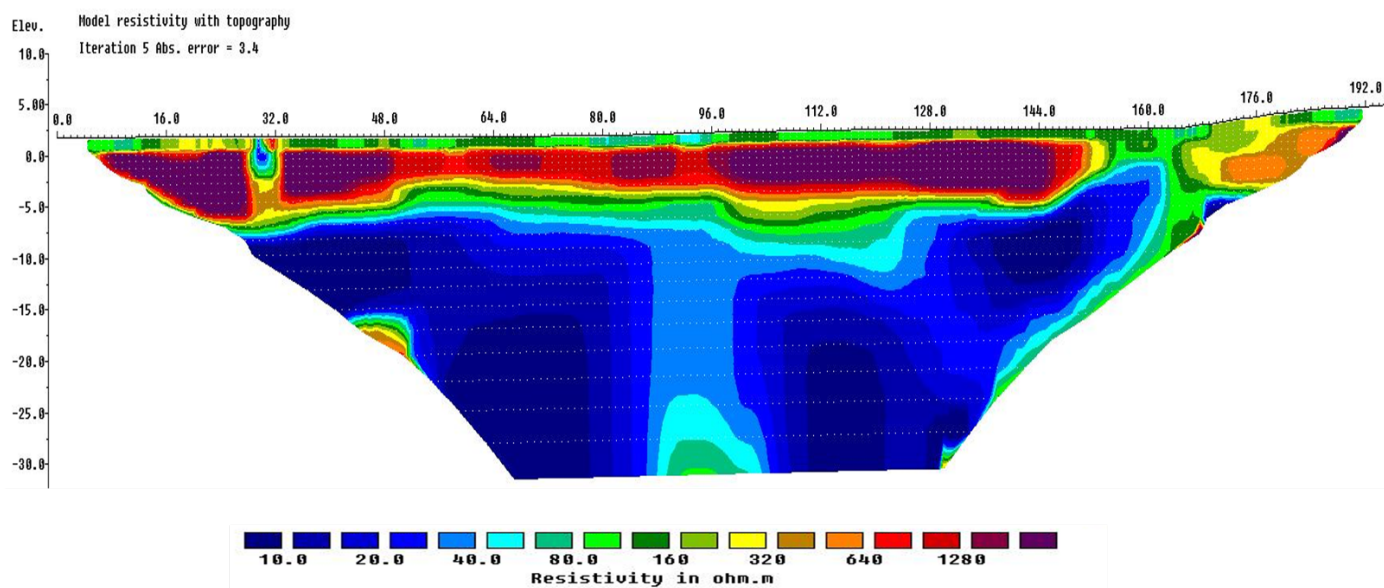 Elev.
Model resistivity with topography
Iteration 5 Abs. error = 3.4
10.0
5.00
0.0
-5.0
-10.0
-15.0
-20.0
-25.0
-30.0
0.0 16.0 32.0 48.0 64.0 80.0 96.0 112.0 128.0 144.0 160.0 176.0 192.0
10.0 20.0 40.0 80.0 160 320 640 1280
Resistivity in ohm.m